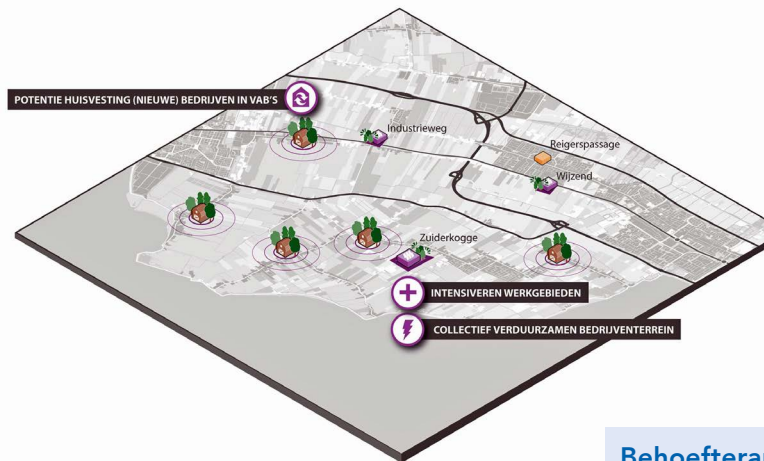 POTENTIE HUISVESTING (NIEUWE) BEDRIJVEN IN VAB'S
Industrieweg
Reigerspassage
Wijzend
Zuiderkogge
INTENSIVEREN WERKGEBIEDEN
COLLECTIEF VERDUURZAMEN BEDRIJVENTERREIN